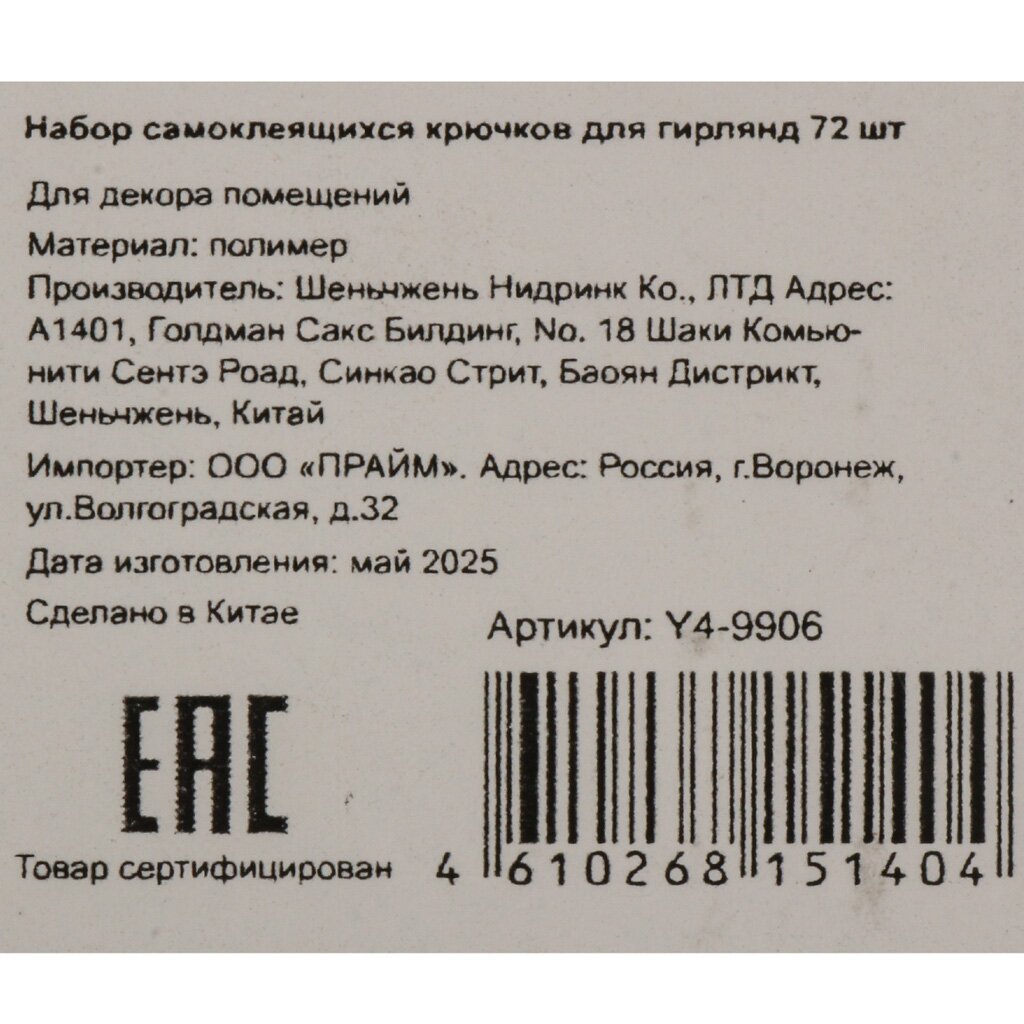 Набор самоклеящихся крючков для гирлянд 72 шт
Для декора помещений
Материал: полимер
Производитель: Шеньчжень Нидринк Ко., ЛТД Адрес:
А1401, Голдман Сакс Билдинг, No. 18 Шаки Комью-
нити Сентэ Роад, Синкао Стрит, Баоян Дистрикт,
Шеньчжень, Китай
Импортер: ООО «ПРАЙМ». Адрес: Россия, г.Воронеж,
ул.Волгоградская, д.32
Дата изготовления: май 2025
Сделано в Китае
Артикул: Y4-9906
EAC
Товар сертифицирован
4 610268 151404